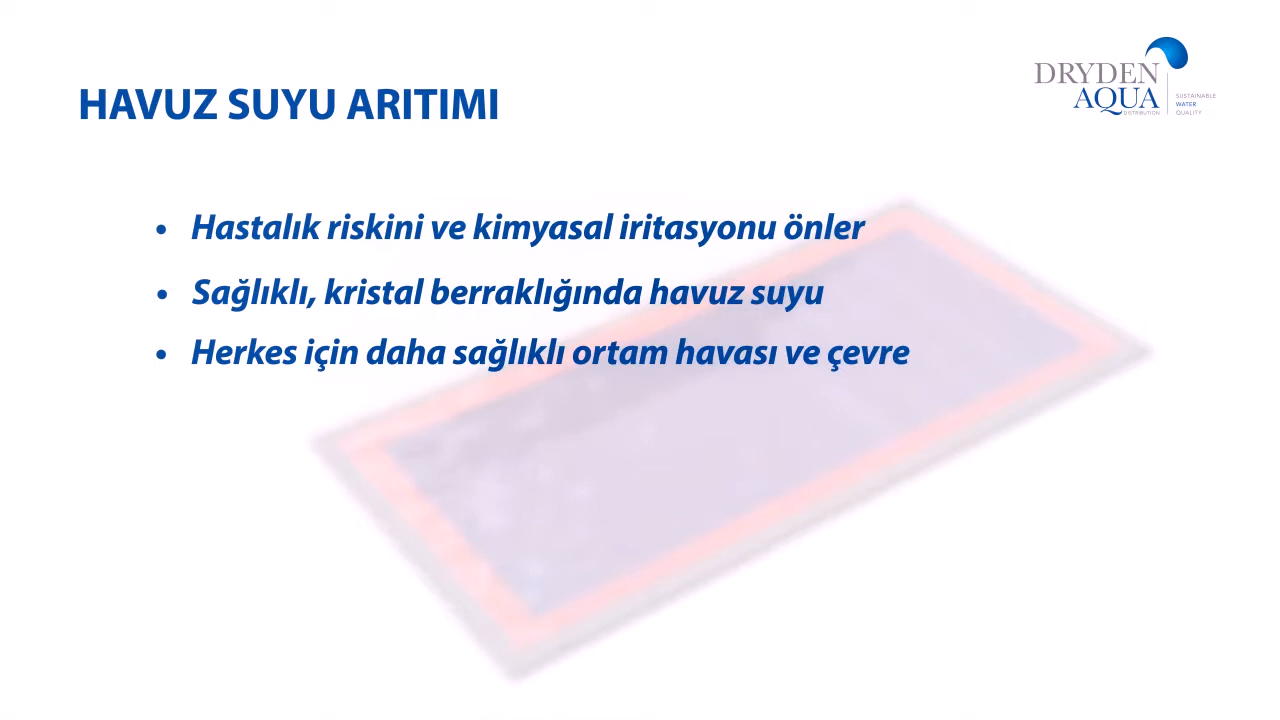 HAVUZ SUYU ARITIMI
DRYDEN
AQUA
DISTRIBUTION
SUSTAINABLE
WATER
QUALITY
• Hastalık riskini ve kimyasal iritasyonu önler
• Sağlıklı, kristal berraklığında havuz suyu
• Herkes için daha sağlıklı ortam havası ve çevre